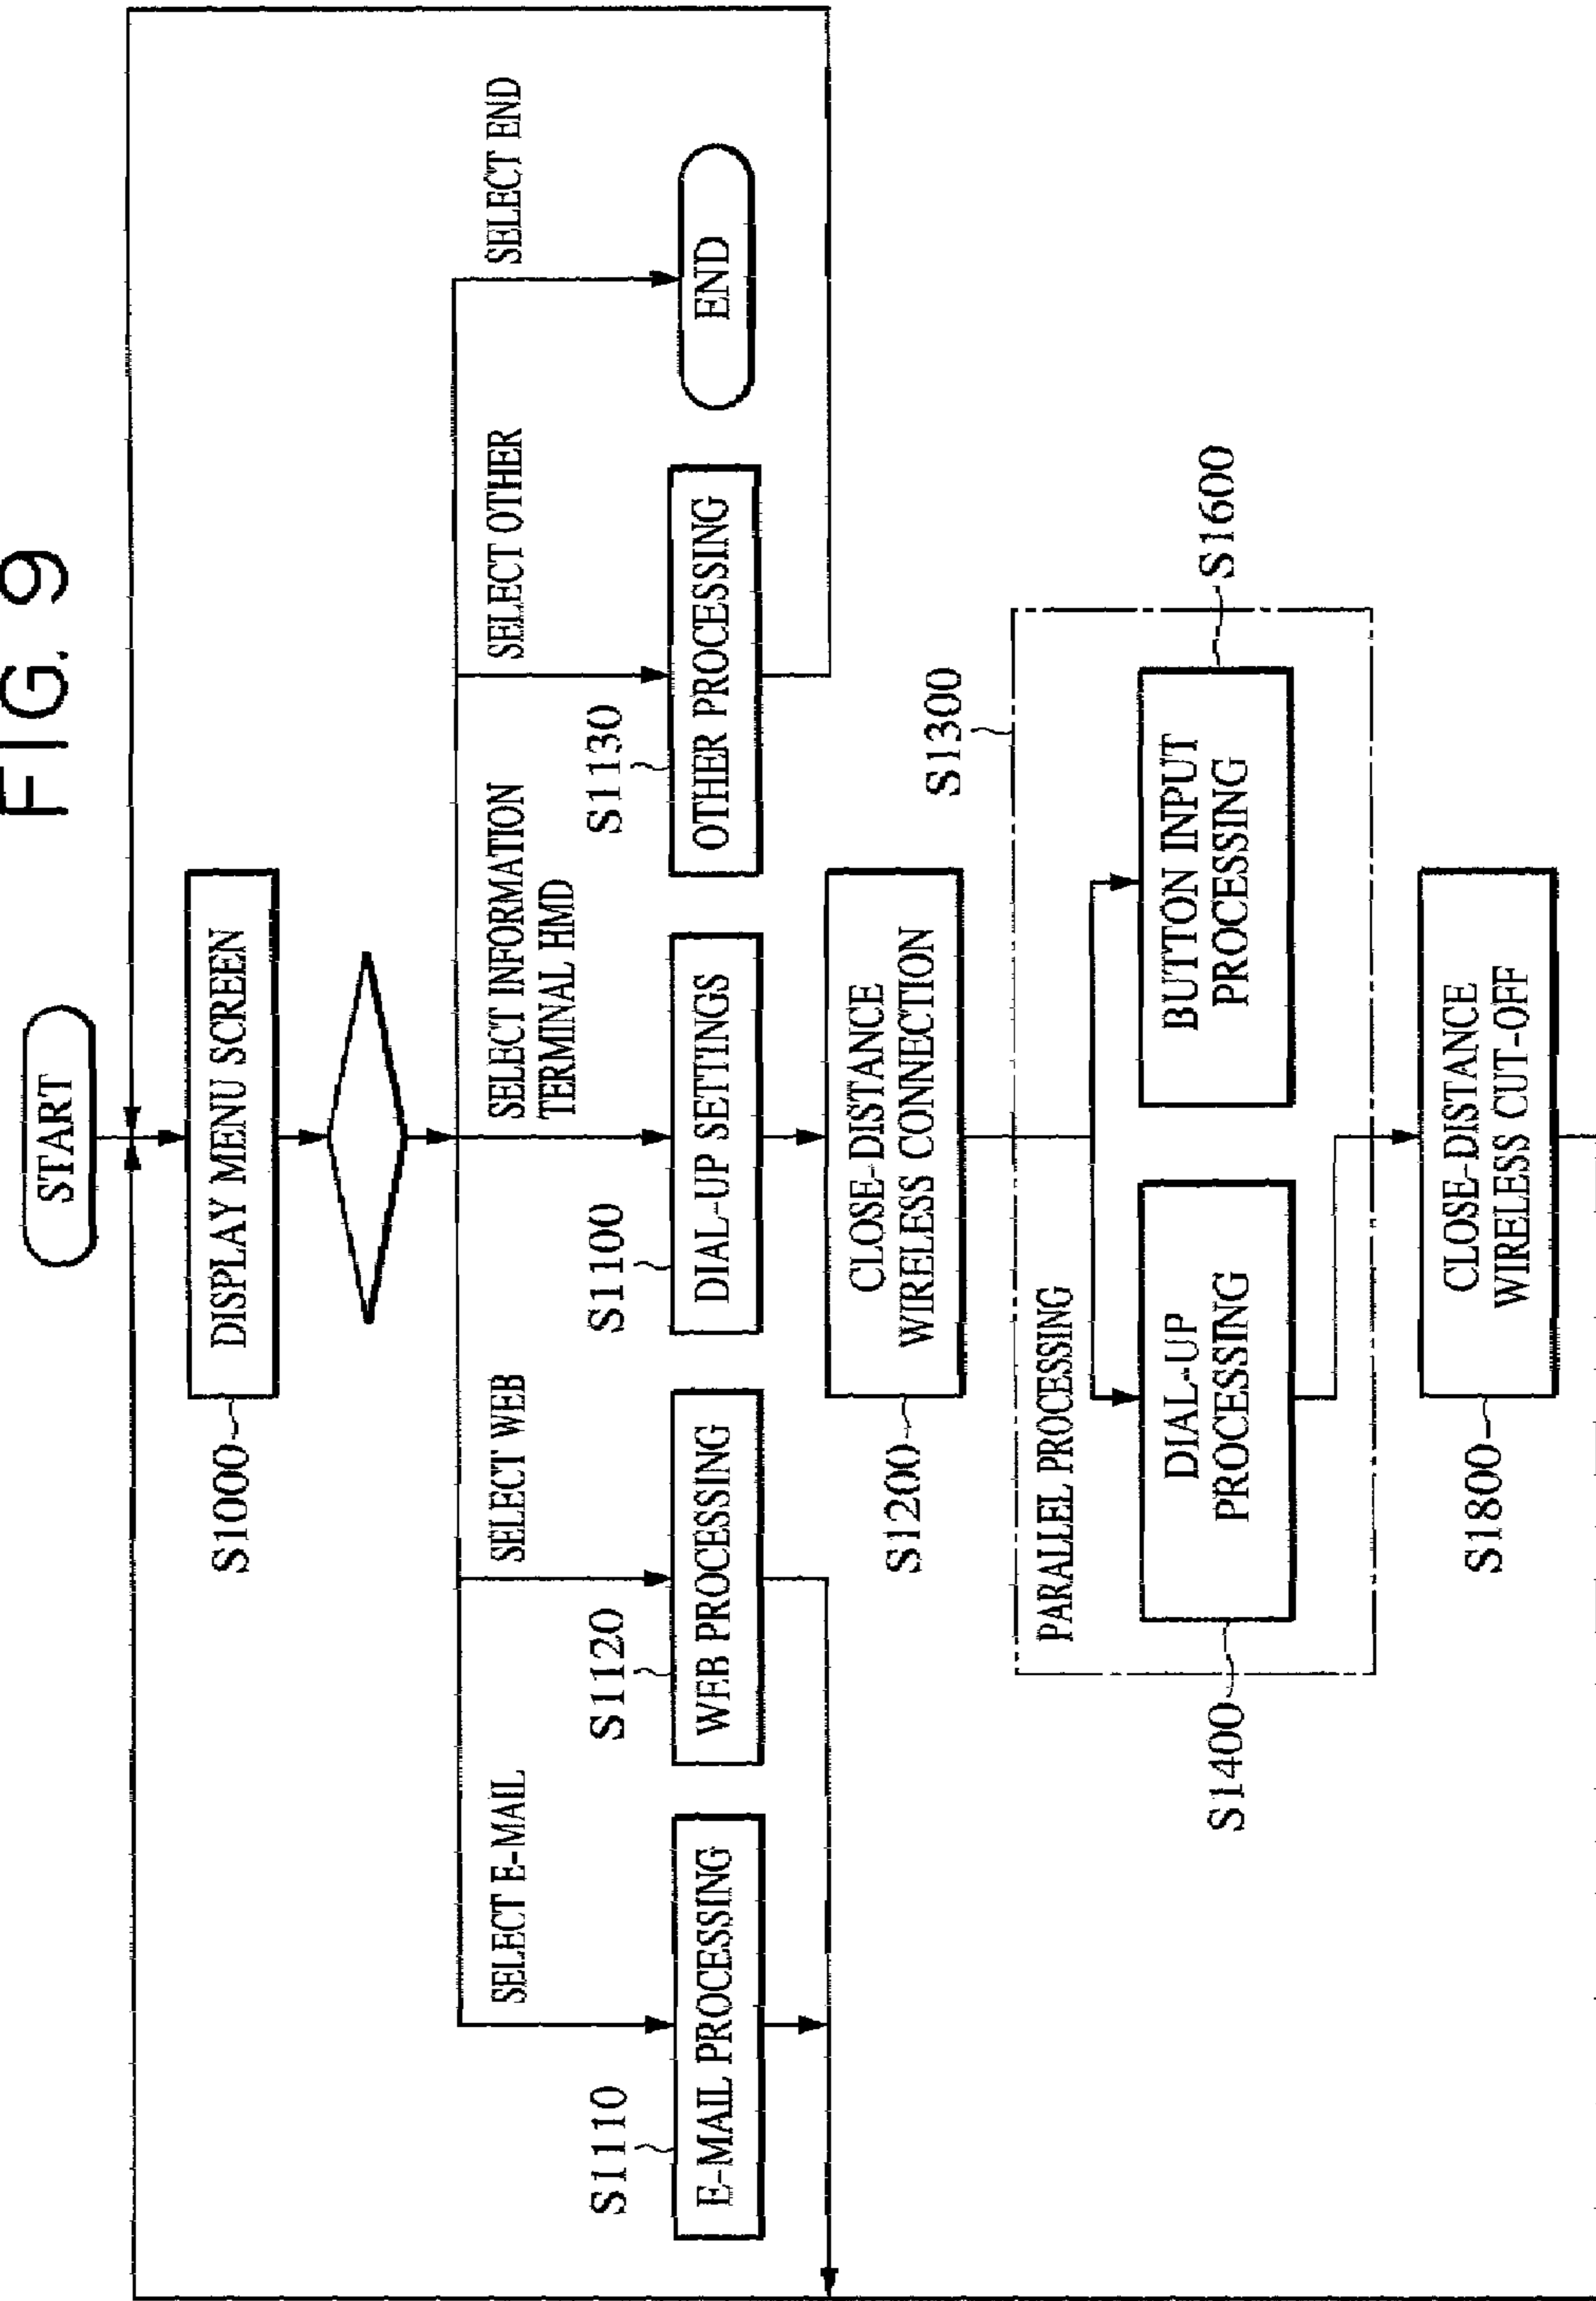 FIG. 9
START
S1000
DISPLAY MENU SCREEN
SELECT E-MAIL
SELECT WEB
SELECT INFORMATION
TERMINAL HMD
SELECT OTHER
SELECT END
S1110
E-MAIL PROCESSING
S1120
WEB PROCESSING
S1100
DIAL-UP SETTINGS
S1130
OTHER PROCESSING
END
S1200
CLOSE-DISTANCE
WIRELESS CONNECTION
S1300
PARALLEL PROCESSING
S1400
DIAL-UP
PROCESSING
BUTTON INPUT
PROCESSING
S1600
S1800
CLOSE-DISTANCE
WIRELESS CUT-OFF